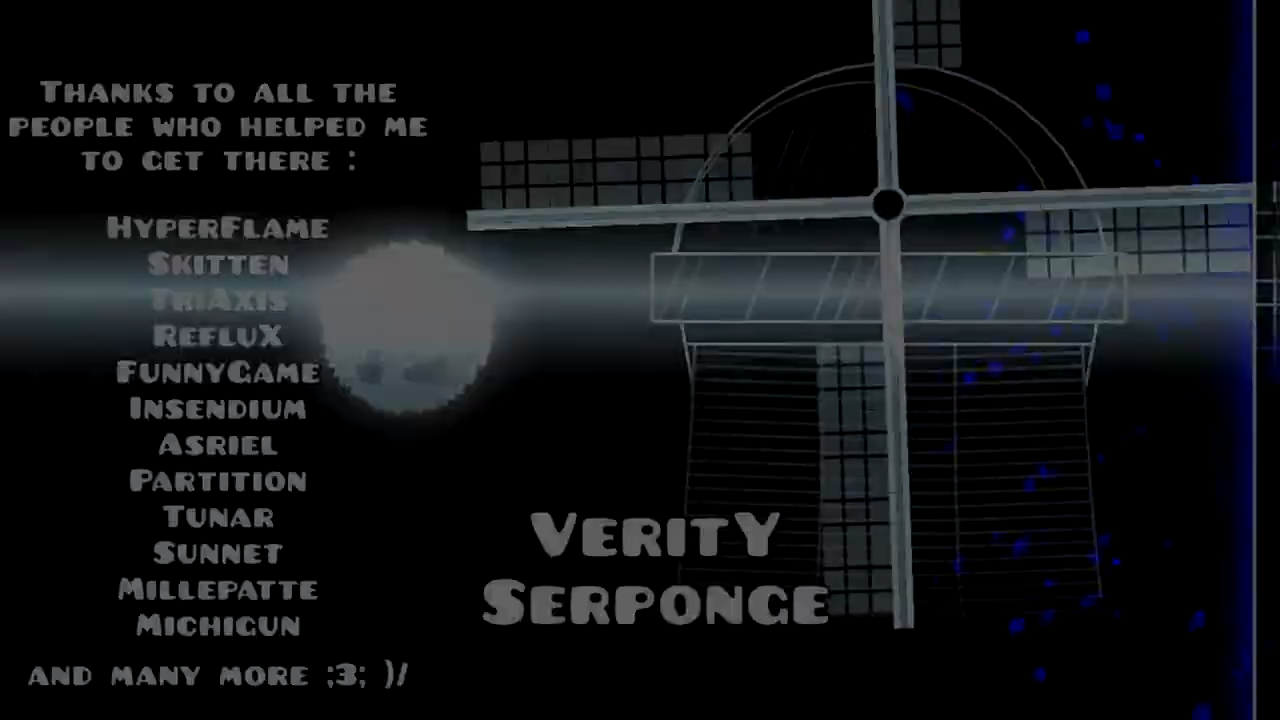 Thanks to all the
people who helped me
to get there :
HyperFlame
Skitten
TriAxis
RefluX
FunnyGame
Insendium
Asriel
Partition
Tunar
Sunnet
Millepatte
Michigun
and many more ;3; )/
VeritY
Serponge